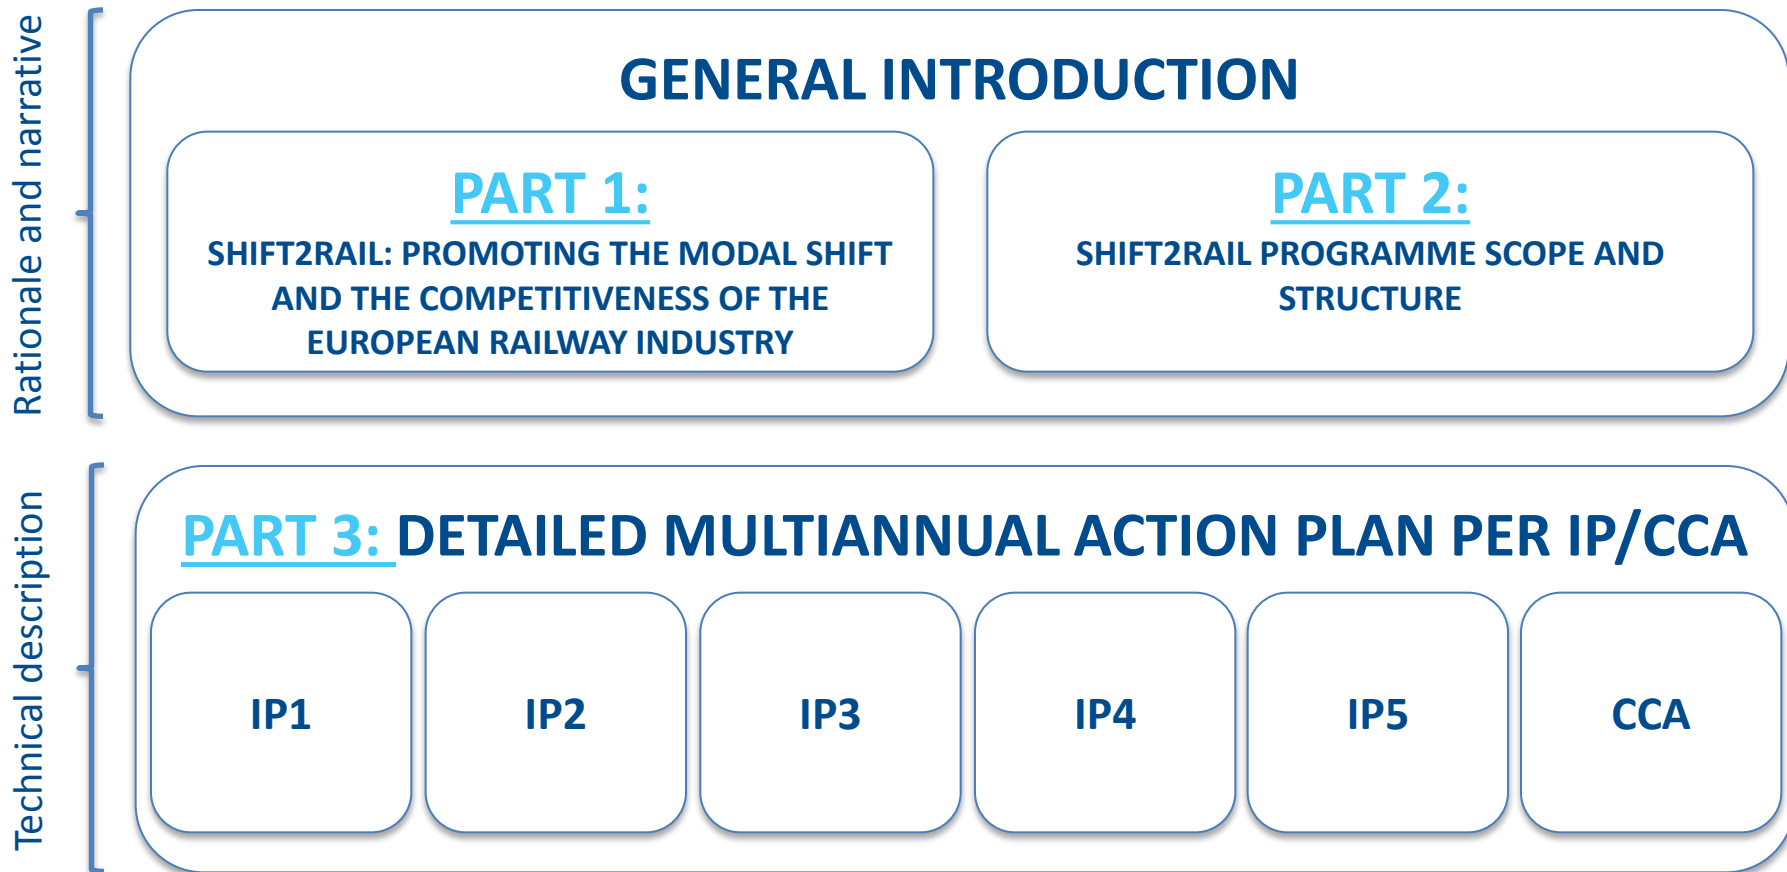 Rationale and narrative
GENERAL INTRODUCTION
PART 1:
SHIFT2RAIL: PROMOTING THE MODAL SHIFT
AND THE COMPETITIVENESS OF THE
EUROPEAN RAILWAY INDUSTRY
PART 2:
SHIFT2RAIL PROGRAMME SCOPE AND
STRUCTURE
Technical description
PART 3: DETAILED MULTIANNUAL ACTION PLAN PER IP/CCA
IP1
IP2
IP3
IP4
IP5
CCA